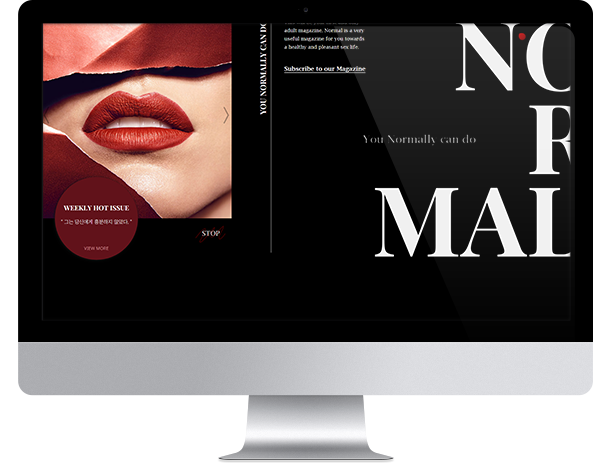 adult magazine, Normal is a very
useful magazine for you towards
a healthy and pleasant sex life.
Subscribe to our Magazine
YOU NORMALLY CAN DO
You Normally can do
NO
R
MAL
WEEKLY HOT ISSUE
" 그는 당신에게 흥분하지 않았다. "
VIEW MORE
STOP